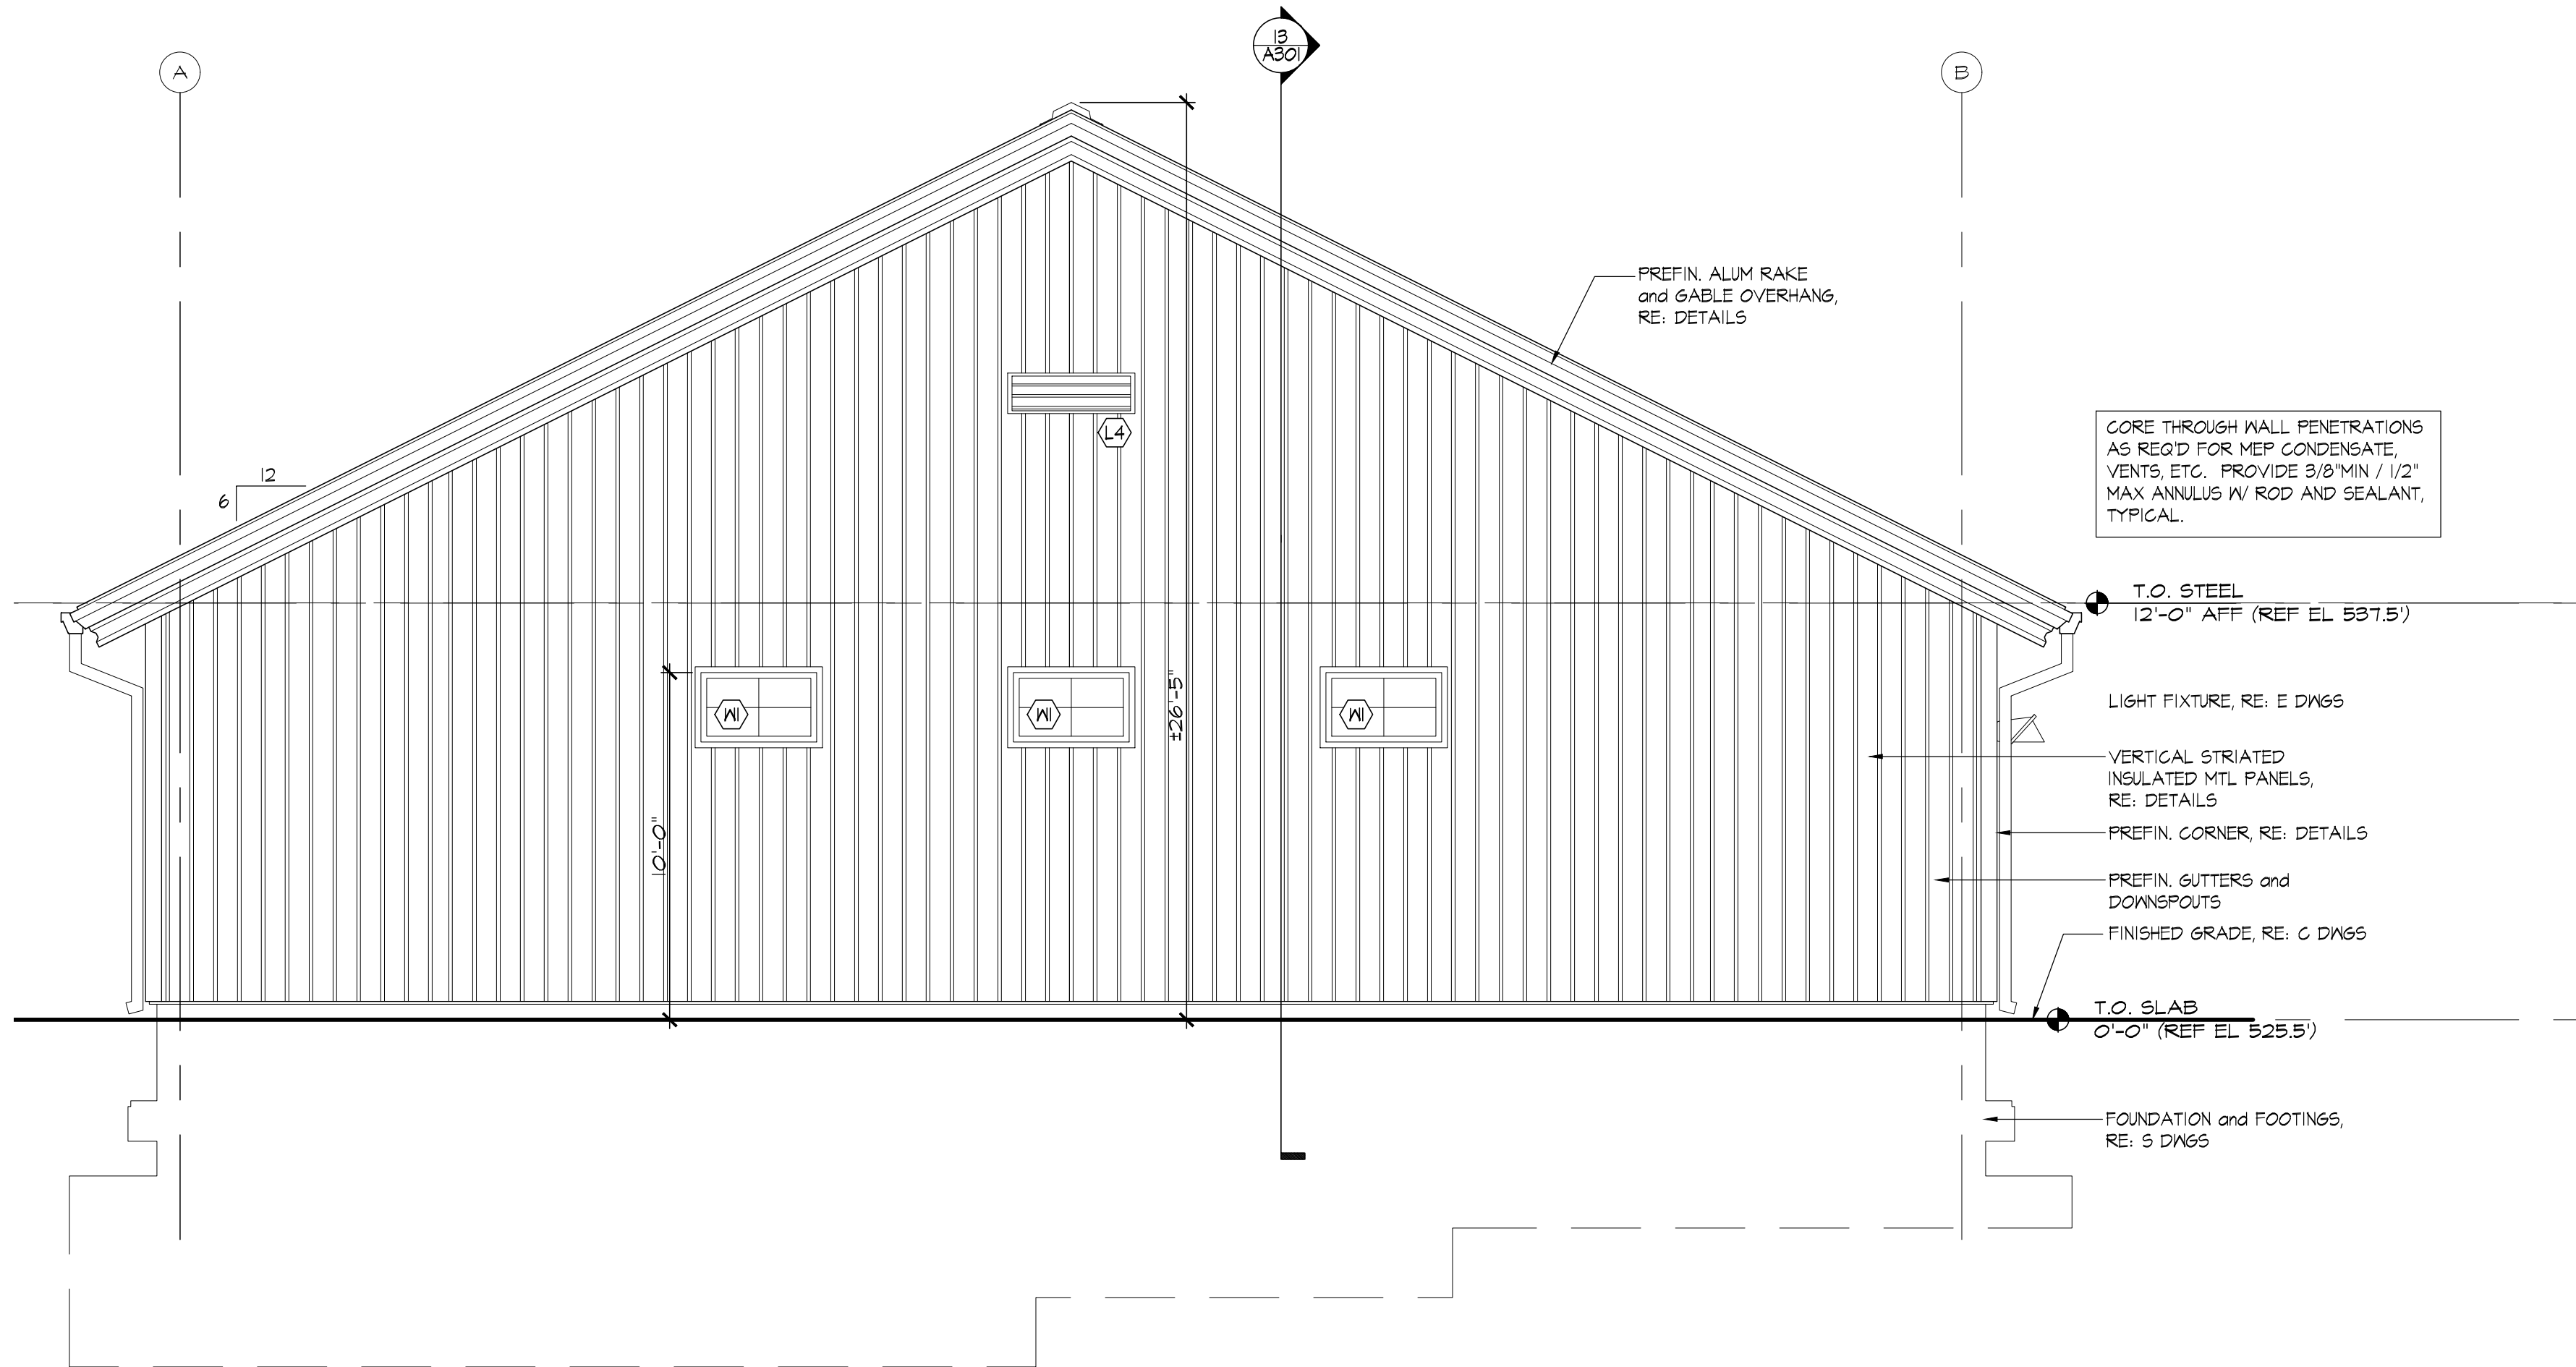 13
A301
A
B
PREFIN. ALUM RAKE
and GABLE OVERHANG,
RE: DETAILS
L4
CORE THROUGH WALL PENETRATIONS
AS REQ'D FOR MEP CONDENSATE,
VENTS, ETC.  PROVIDE 3/8"MIN / 1/2"
MAX ANNULUS W/ ROD AND SEALANT,
TYPICAL.
12
6
T.O. STEEL
12'-0" AFF (REF EL 537.5')
±26'-5"
10'-0"
W1
W1
W1
LIGHT FIXTURE, RE: E DWGS
VERTICAL STRIATED
INSULATED MTL PANELS,
RE: DETAILS
PREFIN. CORNER, RE: DETAILS
PREFIN. GUTTERS and
DOWNSPOUTS
FINISHED GRADE, RE: C DWGS
T.O. SLAB
0'-0" (REF EL 525.5')
FOUNDATION and FOOTINGS,
RE: S DWGS